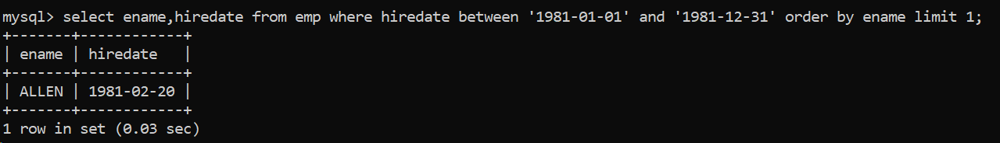 mysql> select ename,hiredate from emp where hiredate between '1981-01-01' and '1981-12-31' order by ename limit 1;
+-------+------------+
| ename | hiredate   |
+-------+------------+
| ALLEN | 1981-02-20 |
+-------+------------+
1 row in set (0.03 sec)